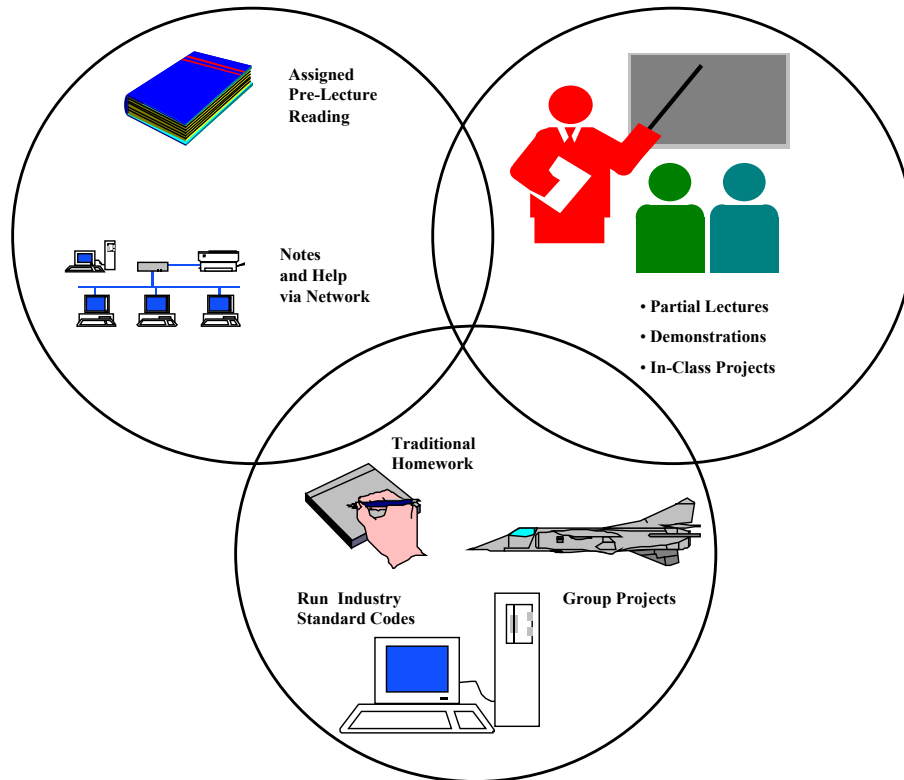 Assigned
Pre-Lecture
Reading
Notes
and Help
via Network
• Partial Lectures
• Demonstrations
• In-Class Projects
Traditional
Homework
Run Industry
Standard Codes
Group Projects